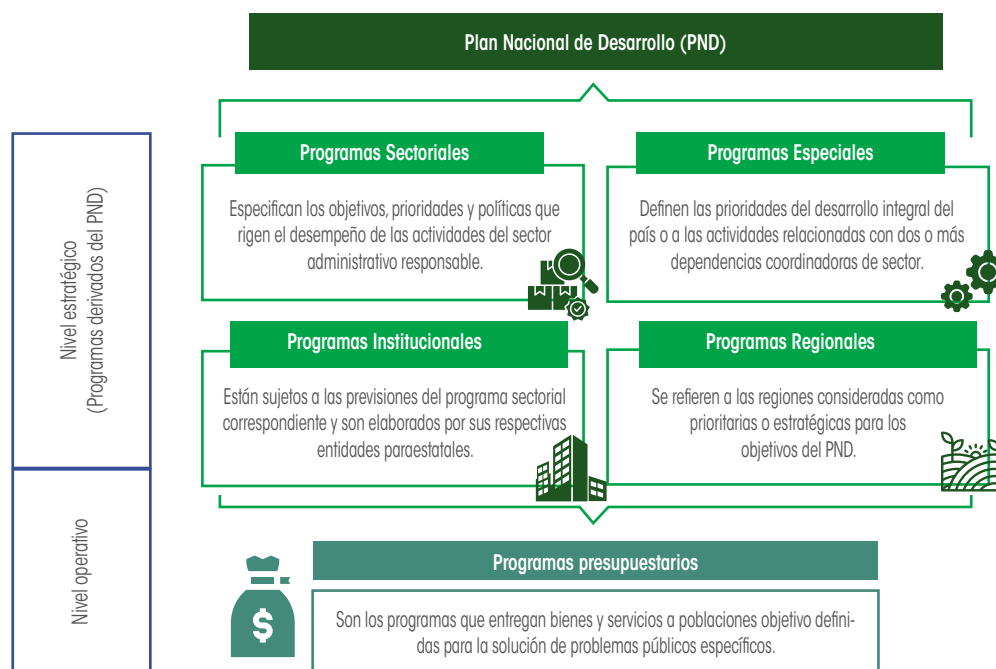 Plan Nacional de Desarrollo (PND)
Nivel estratégico
(Programas derivados del PND)
Programas Sectoriales
Especifican los objetivos, prioridades y políticas que
rigen el desempeño de las actividades del sector
administrativo responsable.
Programas Especiales
Definen las prioridades del desarrollo integral del
país o a las actividades relacionadas con dos o más
dependencias coordinadoras de sector.
Programas Institucionales
Están sujetos a las previsiones del programa sectorial
correspondiente y son elaborados por sus respectivas
entidades paraestatales.
Programas Regionales
Se refieren a las regiones consideradas como
prioritarias o estratégicas para los
objetivos del PND.
Nivel operativo
$
Programas presupuestarios
Son los programas que entregan bienes y servicios a poblaciones objetivo defini-
das para la solución de problemas públicos específicos.